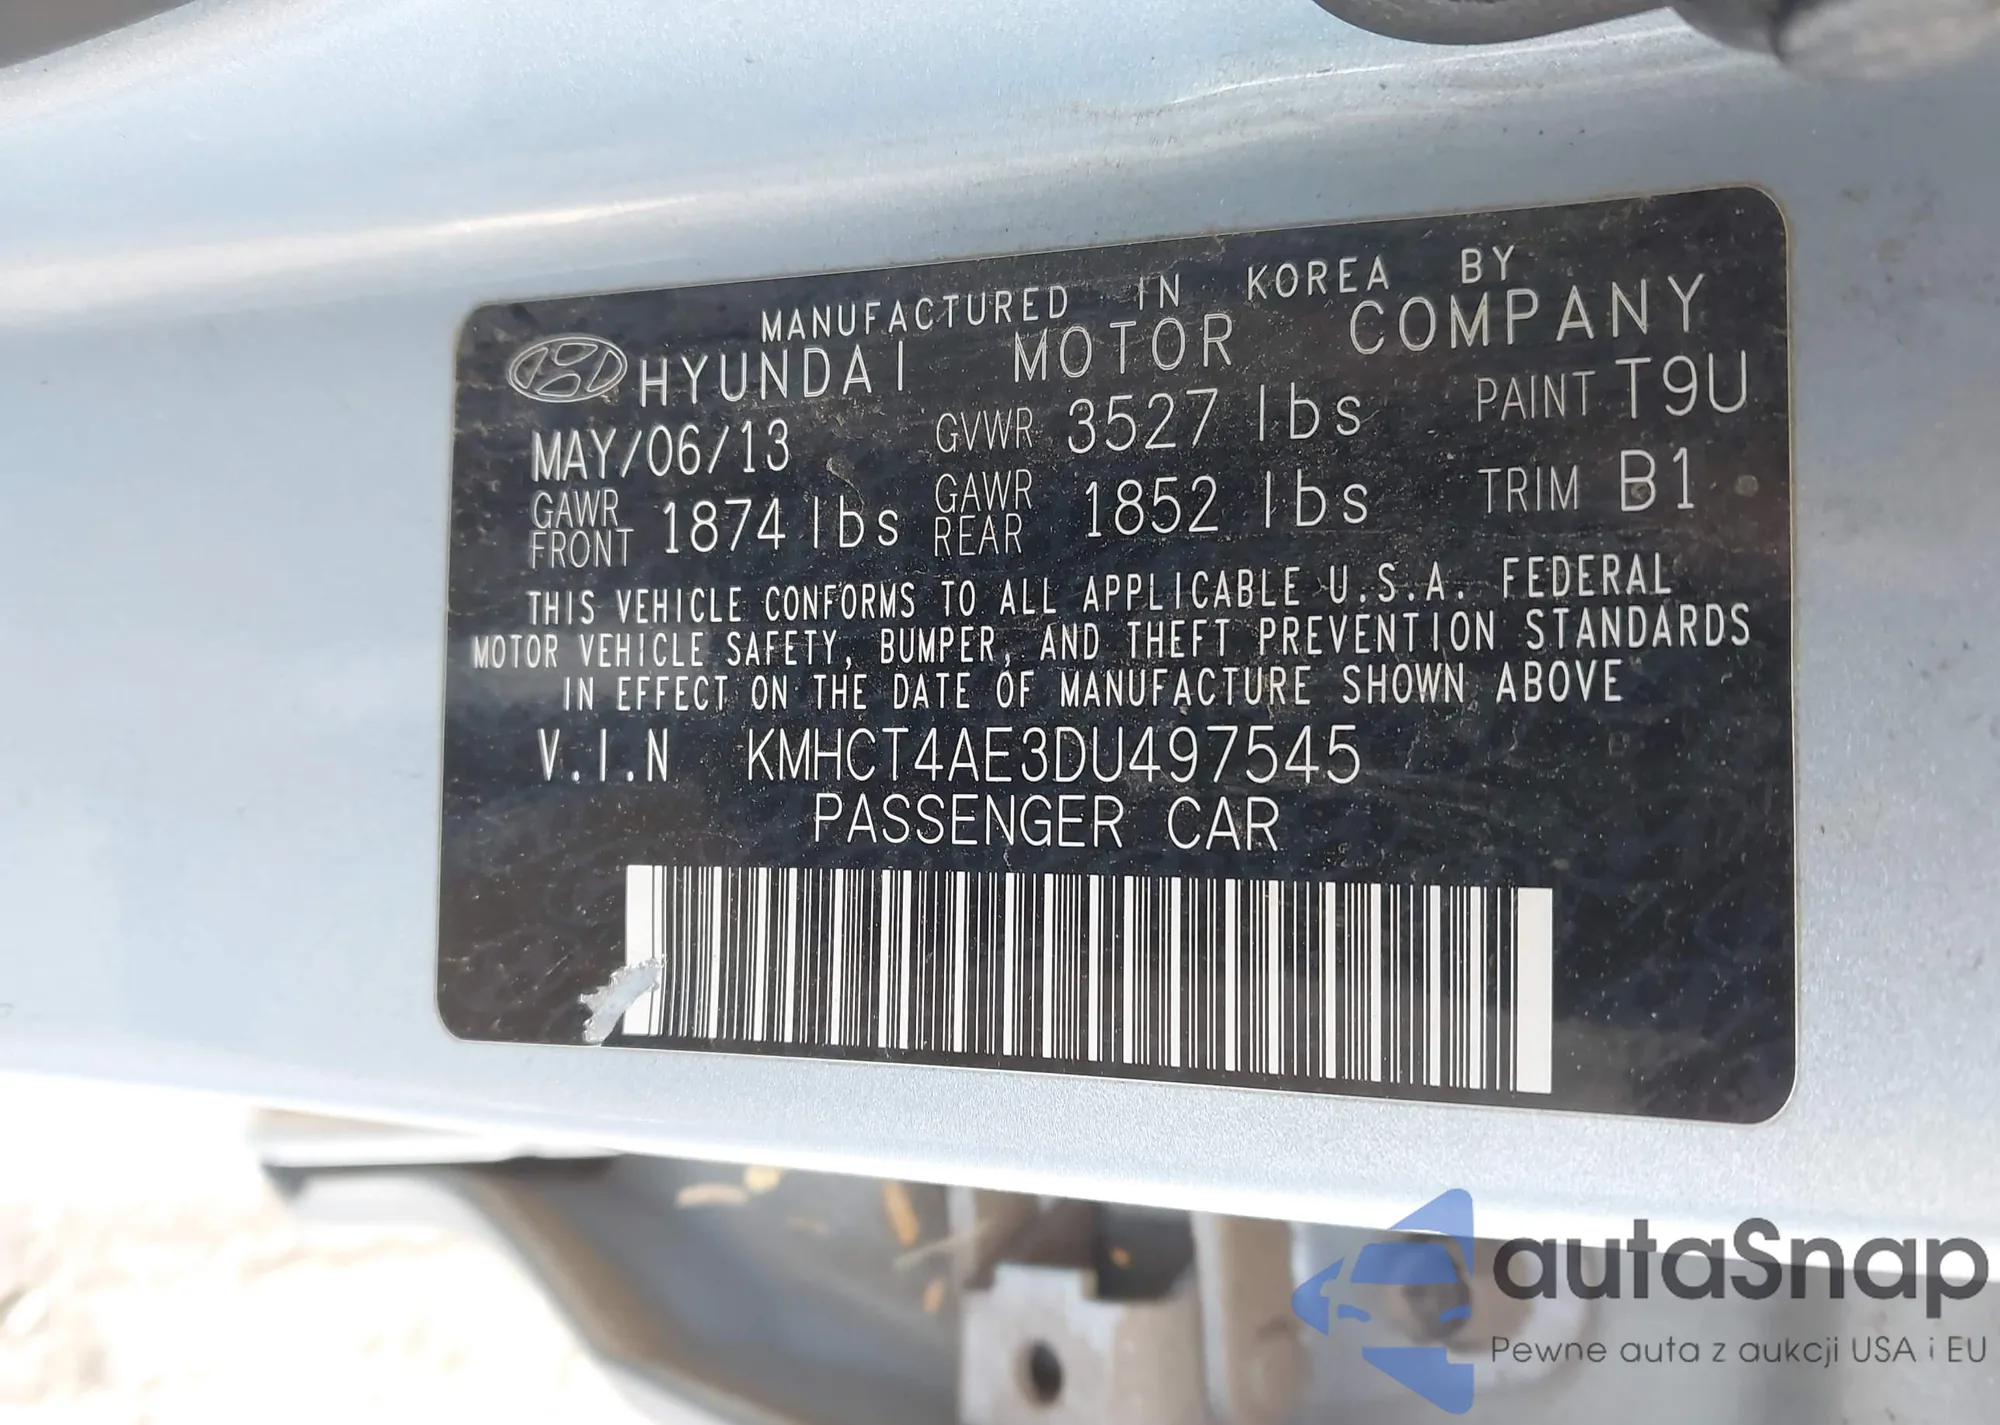 MANUFACTURED IN KOREA BY
HYUNDAI MOTOR COMPANY
MAY/06/13 GVWR 3527 lbs PAINT T9U
GAWR FRONT 1874 lbs GAWR REAR 1852 lbs TRIM B1
THIS VEHICLE CONFORMS TO ALL APPLICABLE U.S.A. FEDERAL
MOTOR VEHICLE SAFETY, BUMPER, AND THEFT PREVENTION STANDARDS
IN EFFECT ON THE DATE OF MANUFACTURE SHOWN ABOVE
V.I.N KMHCT4AE3DU497545
PASSENGER CAR
autaSnap
Pewne auta z aukcji USA i EU